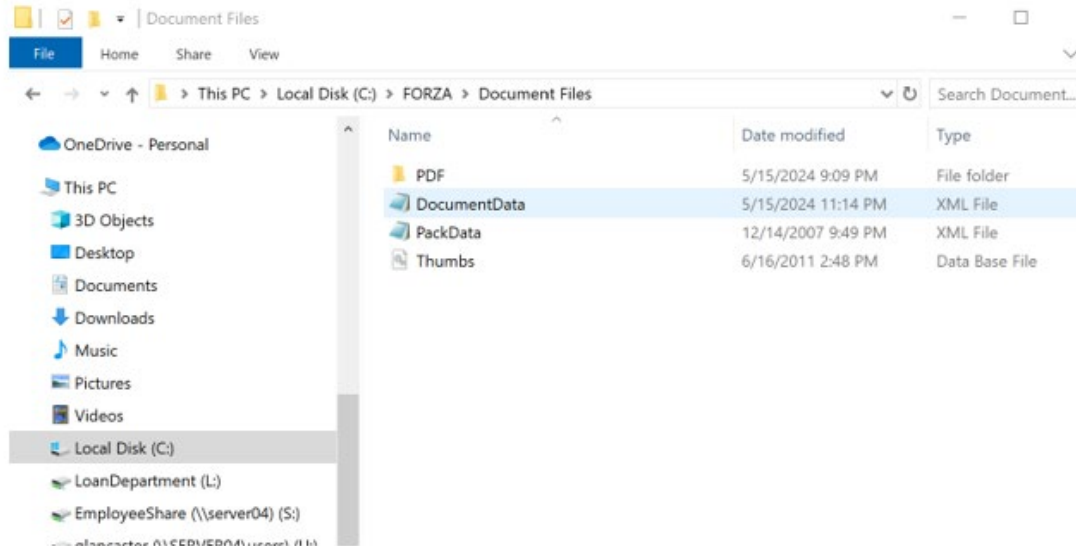 Document Files
File Home Share View
This PC > Local Disk (C:) > FORZA > Document Files
Search Document...
Name Date modified Type
OneDrive - Personal
This PC
3D Objects
Desktop
Documents
Downloads
Music
Pictures
Videos
Local Disk (C:)
LoanDepartment (L:)
EmployeeShare (\\server04) (S:)
glancaster (\\SERVER04\users) (U:)
PDF 5/15/2024 9:09 PM File folder
DocumentData 5/15/2024 11:14 PM XML File
PackData 12/14/2007 9:49 PM XML File
Thumbs 6/16/2011 2:48 PM Data Base File